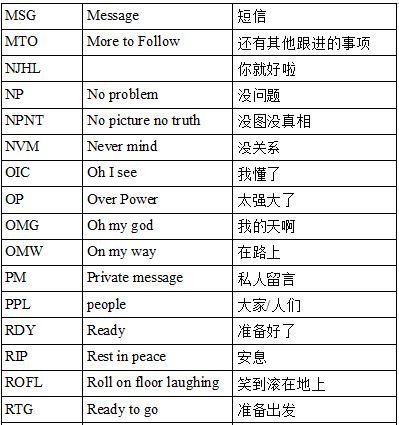 MSG Message 短信
MTO More to Follow 还有其他跟进的事项
NJHL 你就好啦
NP No problem 没问题
NPNT No picture no truth 没图没真相
NVM Never mind 没关系
OIC Oh I see 我懂了
OP Over Power 太强大了
OMG Oh my god 我的天啊
OMW On my way 在路上
PM Private message 私人留言
PPL people 大家/人们
RDY Ready 准备好了
RIP Rest in peace 安息
ROFL Roll on floor laughing 笑到滚在地上
RTG Ready to go 准备出发